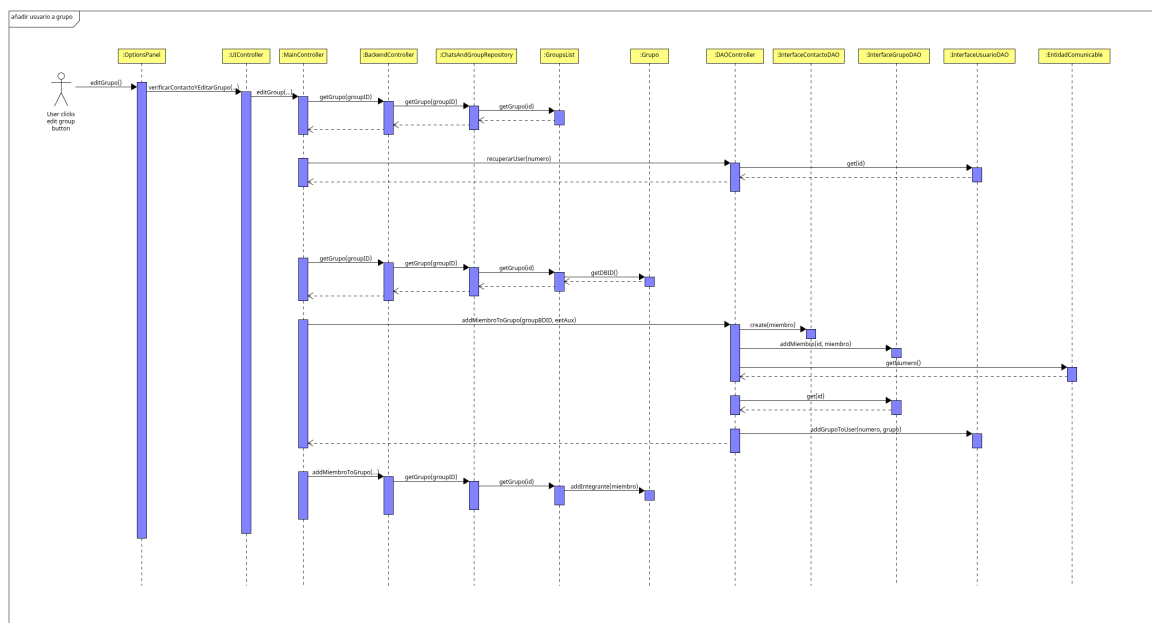 añadir usuario a grupo
:OptionsPanel
:UIController
:MainController
:BackendController
:ChatsAndGroupRepository
:GroupsList
:Grupo
:DAOController
:InterfaceContactoDAO
:InterfaceGrupoDAO
:InterfaceUsuarioDAO
:EntidadComunicable
User clicks
edit group
button
editGrupo()
verificarContactoYEditarGrupo(...)
editGroup(...)
getGrupo(groupID)
getGrupo(groupID)
getGrupo(id)
recuperarUser(numero)
get(id)
getGrupo(groupID)
getGrupo(groupID)
getGrupo(id)
getDBID()
addMiembroToGrupo(groupBDID, entAux)
create(miembro)
addMiembro(id, miembro)
getNumero()
get(id)
addGrupoToUser(numero, grupo)
addMiembroToGrupo(...)
getGrupo(groupID)
getGrupo(id)
addIntegrante(miembro)